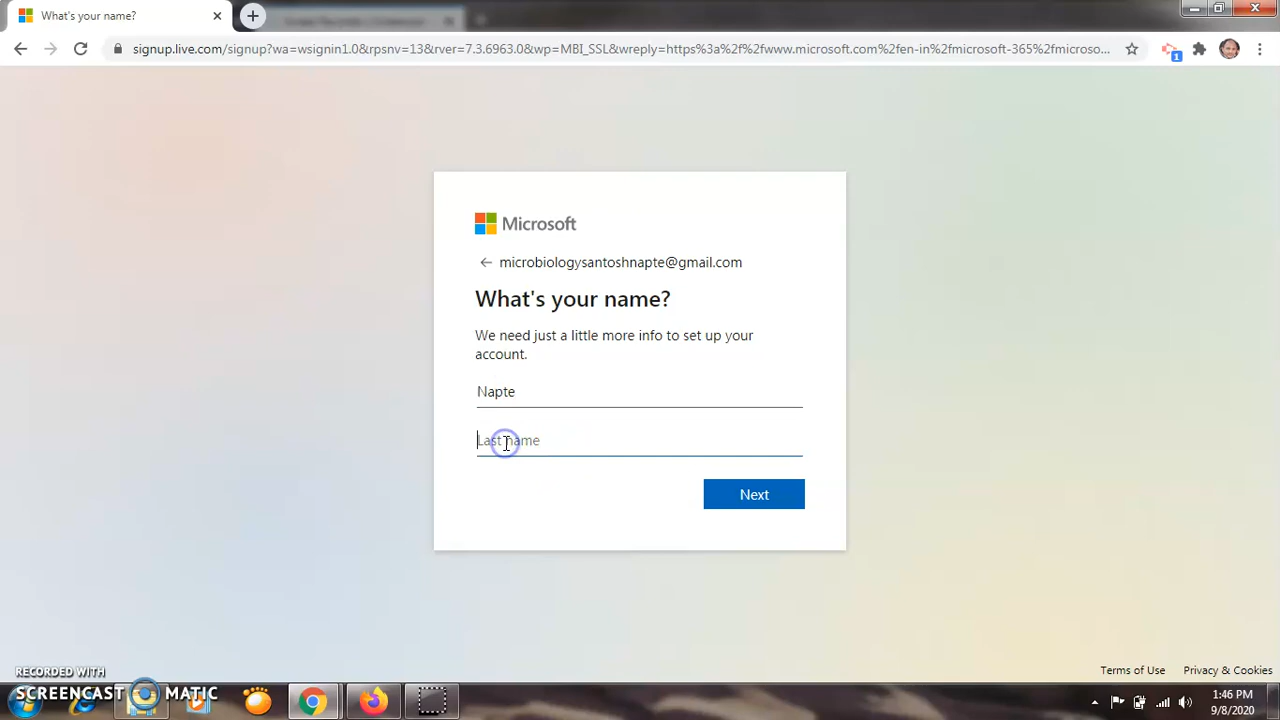 What's your name?
signup.live.com/signup?wa=wsignin1.0&rpsnv=13&rver=7.3.6963.0&wp=MBI_SSL&wreply=https%3a%2f%2fwww.microsoft.com%2fen-in%2fmicrosoft-365%2fmicroso...
1
Microsoft
microbiologysantoshnapte@gmail.com
What's your name?
We need just a little more info to set up your
account.
Napte
Last name
Next
Terms of Use
Privacy & Cookies
RECORDED WITH
SCREENCAST MATIC
1:46 PM
9/8/2020